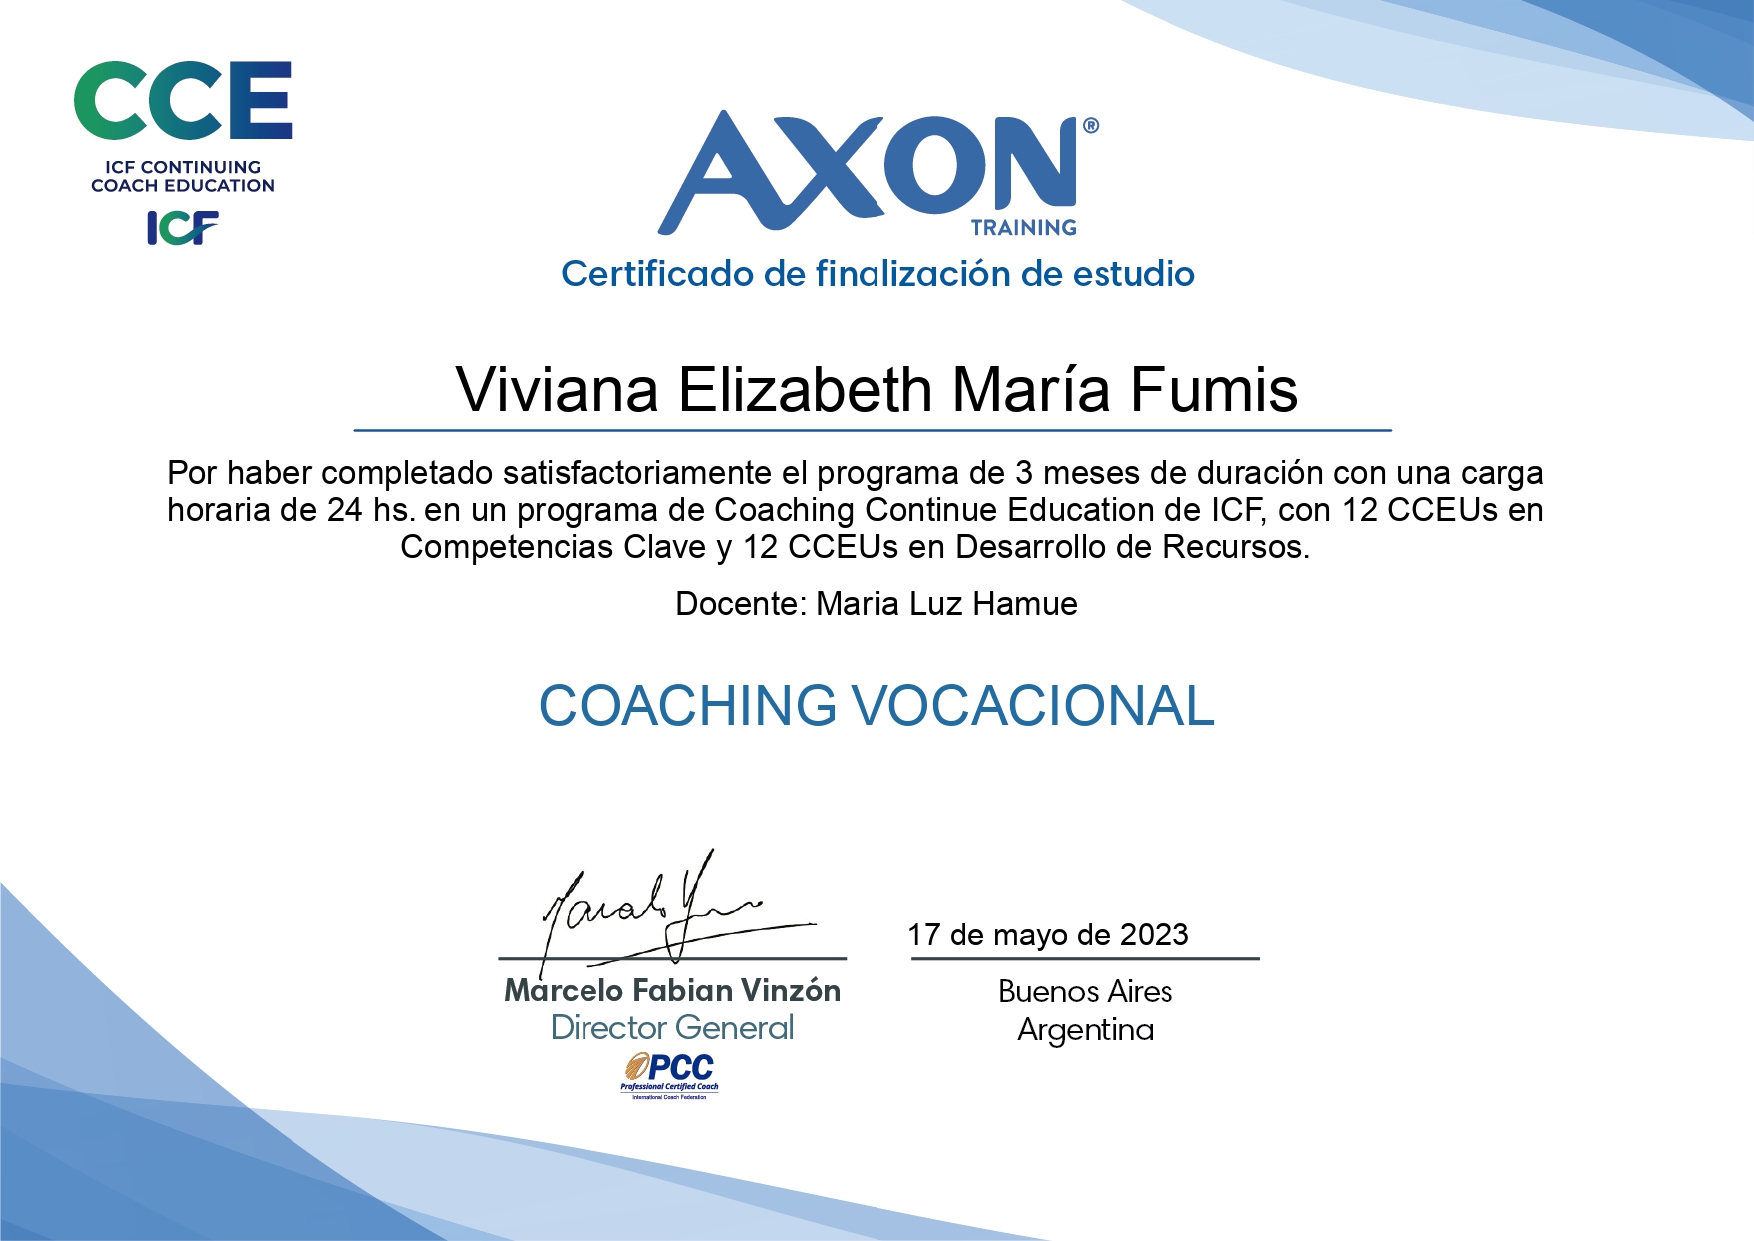 CCE
ICF CONTINUING
COACH EDUCATION
ICF
AXON®
TRAINING
Certificado de finalización de estudio
Viviana Elizabeth María Fumis
Por haber completado satisfactoriamente el programa de 3 meses de duración con una carga
horaria de 24 hs. en un programa de Coaching Continue Education de ICF, con 12 CCEUs en
Competencias Clave y 12 CCEUs en Desarrollo de Recursos.
Docente: Maria Luz Hamue
COACHING VOCACIONAL
17 de mayo de 2023
Marcelo Fabian Vinzón
Director General
Buenos Aires
Argentina
PCC
Professional Certified Coach
International Coach Federation